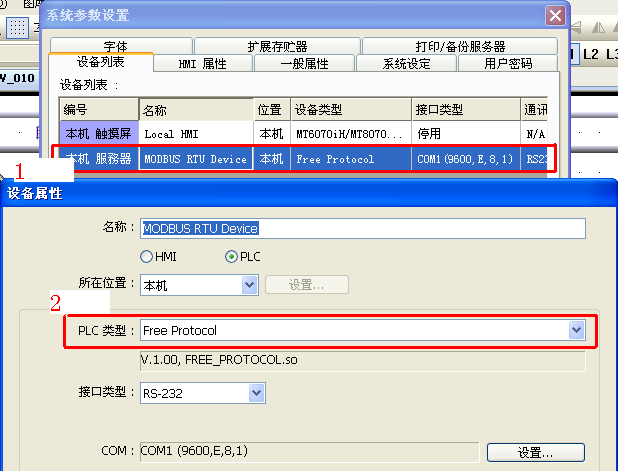 系统参数设置
字体 扩展存贮器 打印/备份服务器
设备列表 HMI 属性 一般属性 系统设定 用户密码
L2
W_010
设备列表 :
编号 名称 位置 设备类型 接口类型 通讯
本机 触摸屏 Local HMI 本机 MT6070iH/MT8070... 停用 N/A
本机 服務器 MODBUS RTU Device 本机 Free Protocol COM1(9600,E,8,1) RS23
1
设备属性
名称 : MODBUS RTU Device
HMI PLC
所在位置 : 本机 设置...
2
PLC 类型 : Free Protocol
V.1.00, FREE_PROTOCOL.so
接口类型 : RS-232
COM : COM1 (9600,E,8,1) 设置...